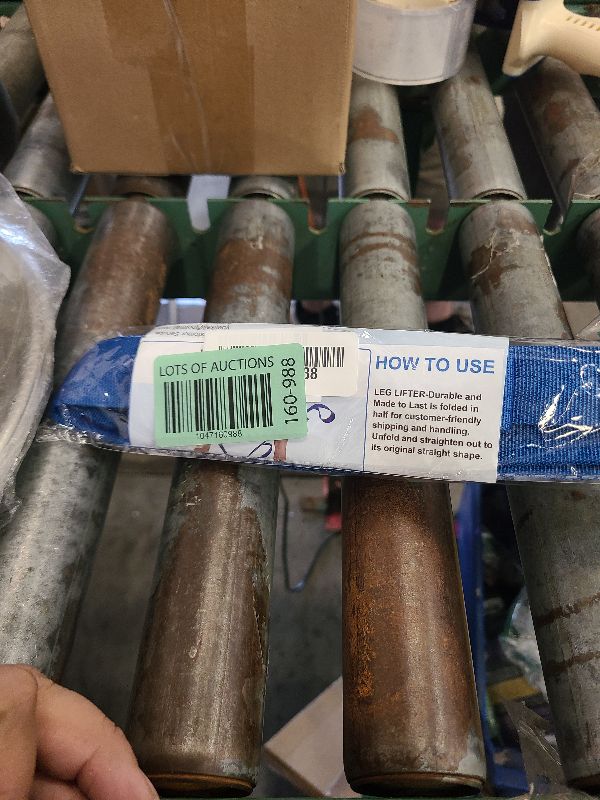 LOTS OF AUCTIONS
1047160988
160-988
38
HOW TO USE
LEG LIFTER-Durable and
Made to Last is folded in
half for customer-friendly
shipping and handling.
Unfold and straighten out to
its original straight shape.